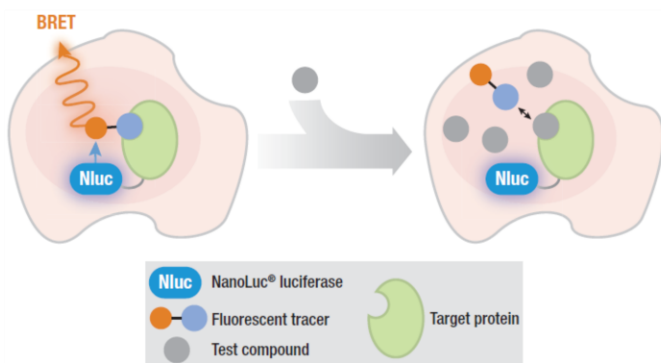 BRET
Nluc
Nluc
Nluc NanoLuc® luciferase
Fluorescent tracer
Target protein
Test compound